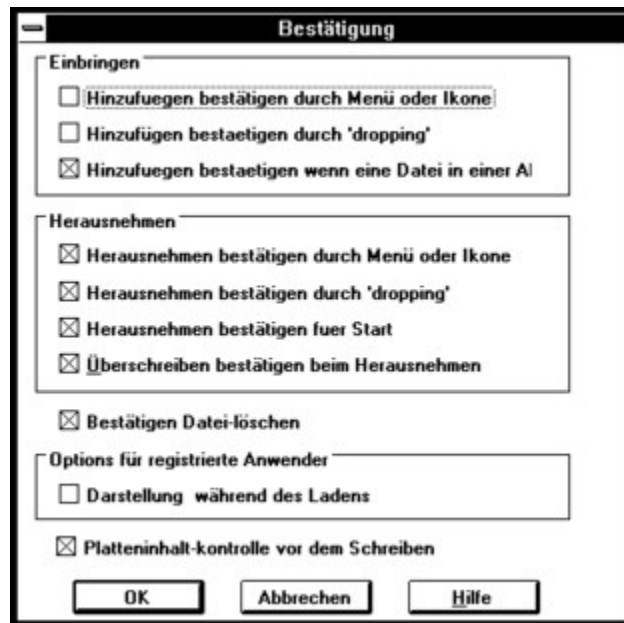 Bestätigung
Einbringen
Hinzufuegen bestätigen durch Menü oder Ikone
Hinzufügen bestaetigen durch 'dropping'
Hinzufuegen bestaetigen wenn eine Datei in einer
Herausnehmen
Herausnehmen bestätigen durch Menü oder Ikone
Herausnehmen bestätigen durch 'dropping'
Herausnehmen bestätigen fuer Start
Überschreiben bestätigen beim Herausnehmen
Bestätigen Datei-löschen
Options für registrierte Anwender
Darstellung während des Ladens
Platteninhalt-kontrolle vor dem Schreiben
OK Abbrechen Hilfe